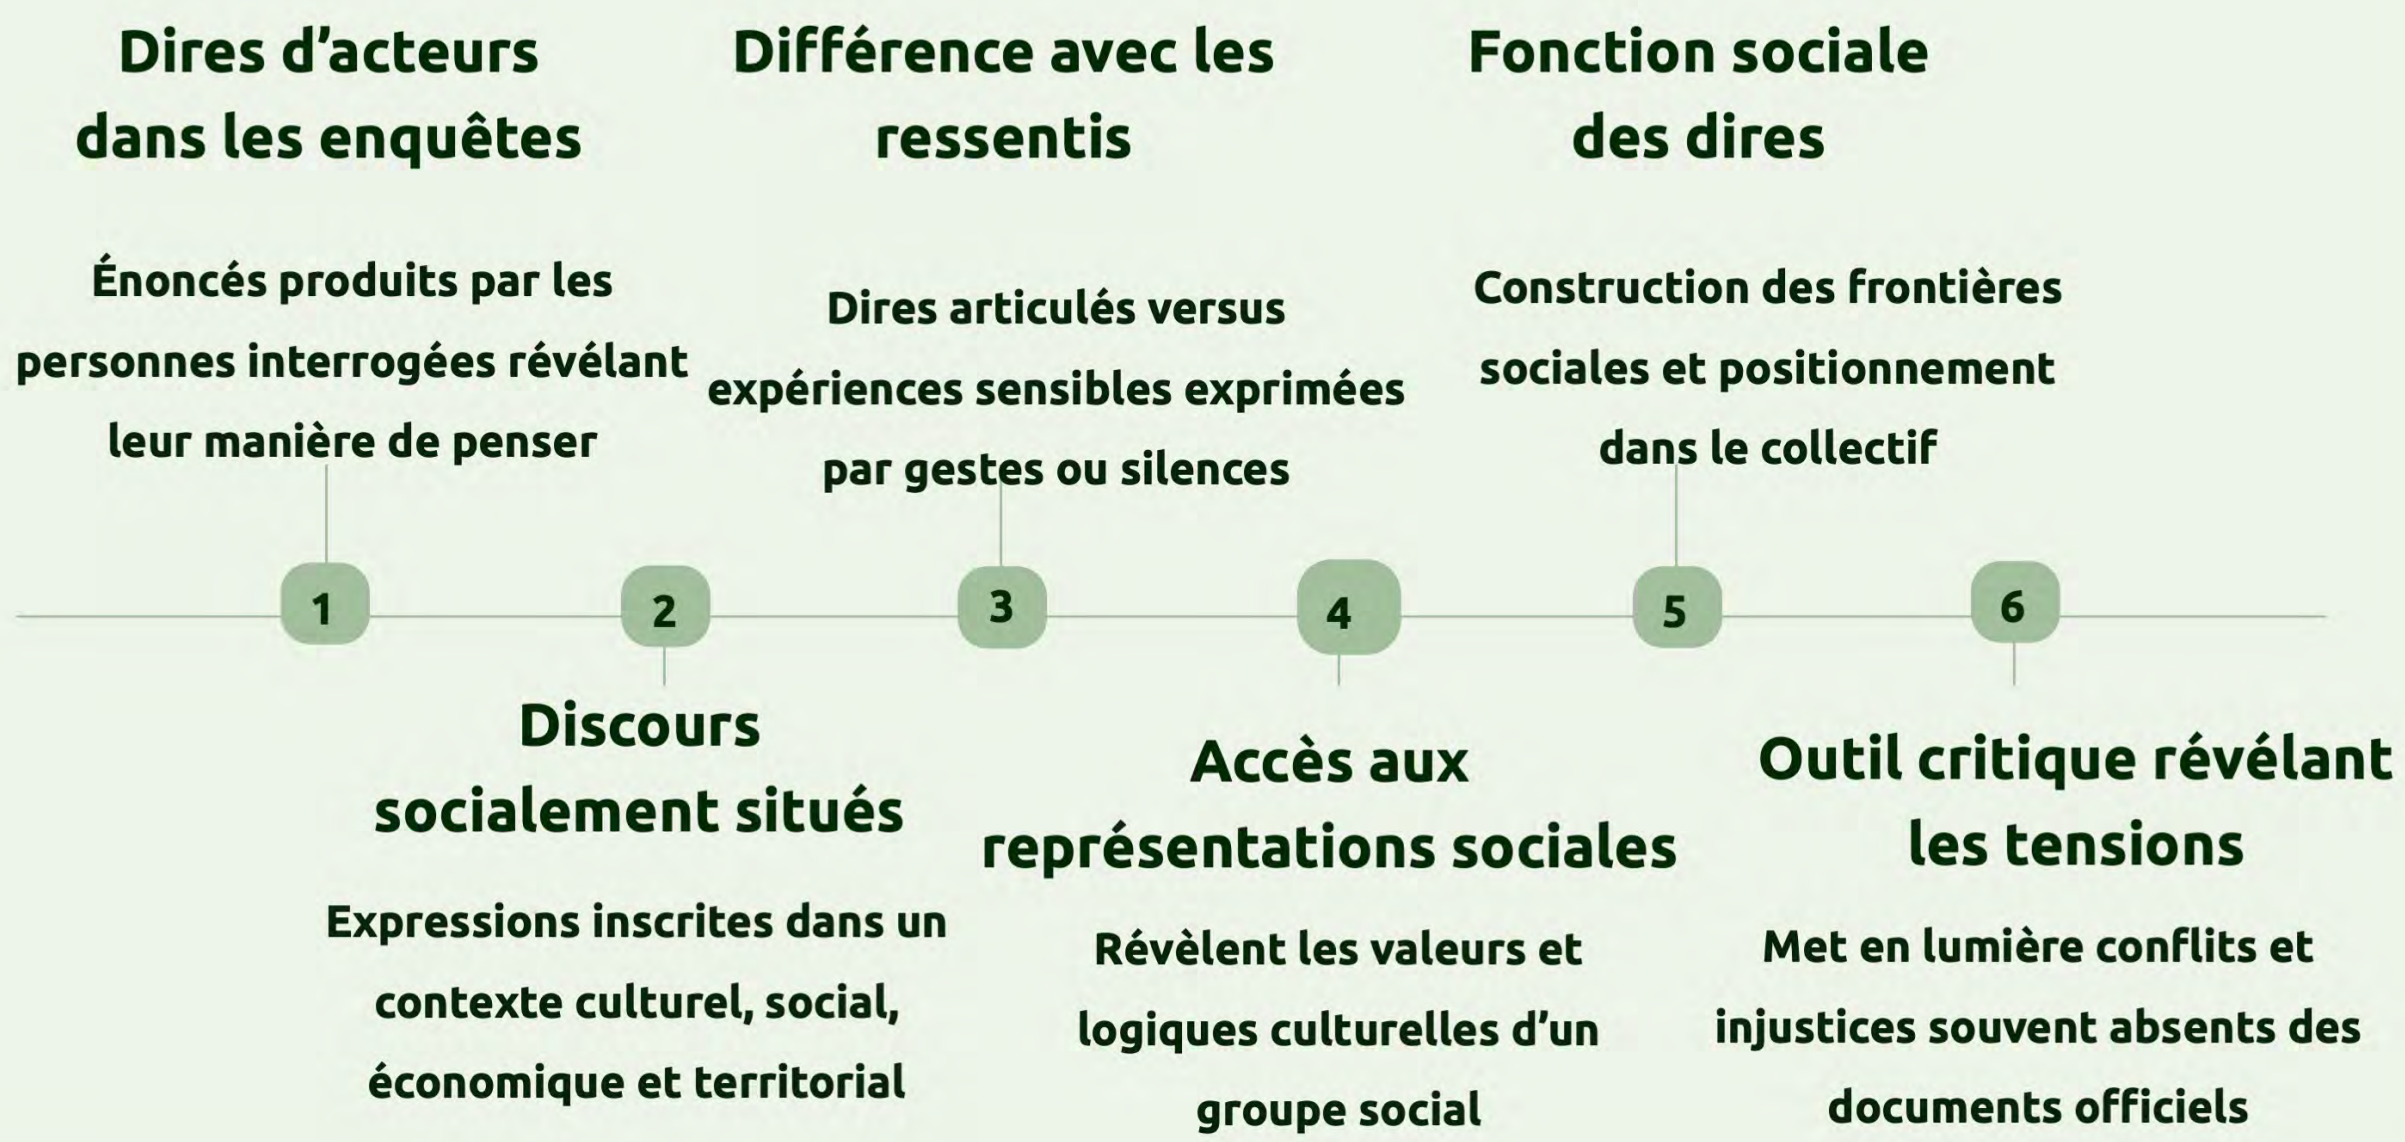 Dires d’acteurs
dans les enquêtes
Énoncés produits par les
personnes interrogées révélant
leur manière de penser
1
2
Discours
socialement situés
Expressions inscrites dans un
contexte culturel, social,
économique et territorial
Différence avec les
ressentis
Dires articulés versus
expériences sensibles exprimées
par gestes ou silences
3
4
Accès aux
représentations sociales
Révèlent les valeurs et
logiques culturelles d’un
groupe social
Fonction sociale
des dires
Construction des frontières
sociales et positionnement
dans le collectif
5
6
Outil critique révélant
les tensions
Met en lumière conflits et
injustices souvent absents des
documents officiels